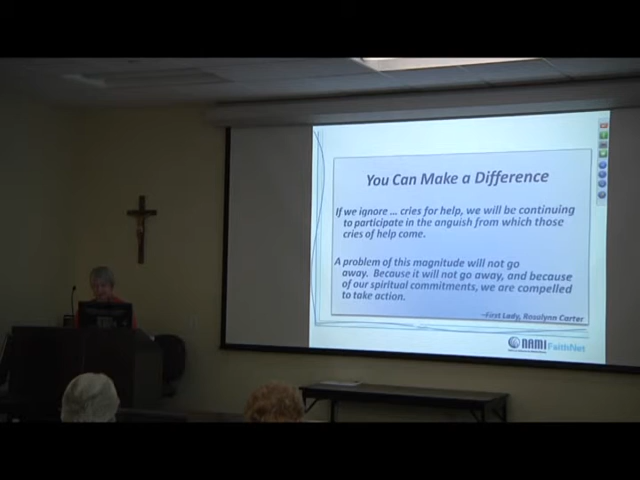 You Can Make a Difference
If we ignore ... cries for help, we will be continuing
to participate in the anguish from which those
cries of help come.
A problem of this magnitude will not go
away. Because it will not go away, and because
of our spiritual commitments, we are compelled
to take action.
–First Lady, Rosalynn Carter
NAMI FaithNet